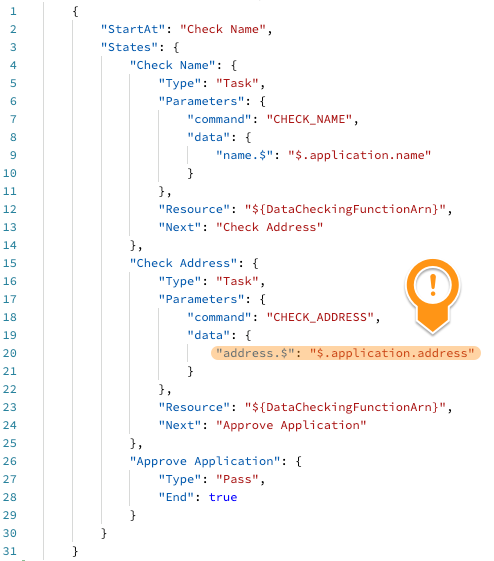 1 {
2 "StartAt": "Check Name",
3 "States": {
4 "Check Name": {
5 "Type": "Task",
6 "Parameters": {
7 "command": "CHECK_NAME",
8 "data": {
9 "name.$": "$.application.name"
10 }
11 },
12 "Resource": "${DataCheckingFunctionArn}",
13 "Next": "Check Address"
14 },
15 "Check Address": {
16 "Type": "Task",
17 "Parameters": {
18 "command": "CHECK_ADDRESS",
19 "data": {
20 "address.$": "$.application.address"
21 }
22 },
23 "Resource": "${DataCheckingFunctionArn}",
24 "Next": "Approve Application"
25 },
26 "Approve Application": {
27 "Type": "Pass",
28 "End": true
29 }
30 }
31 }